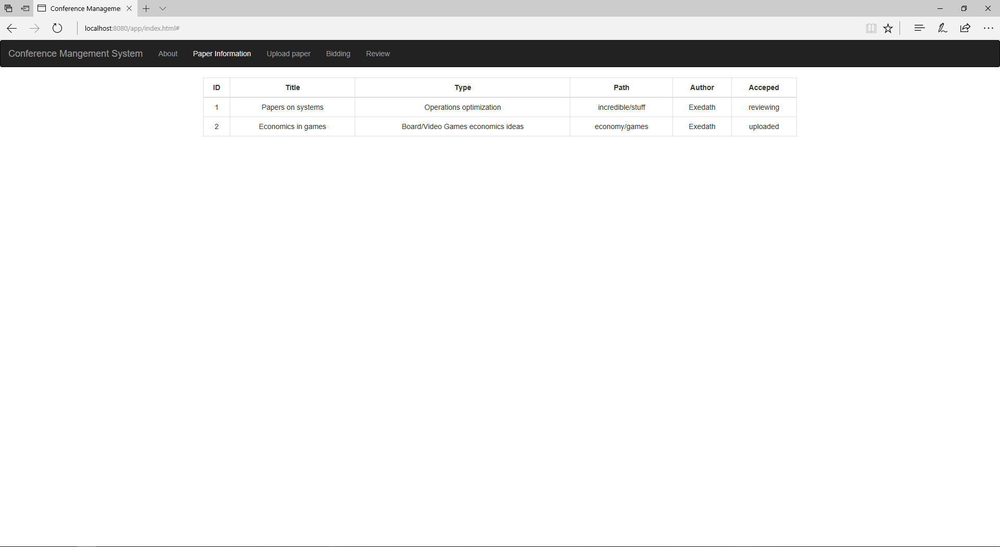 Conference Manageme
localhost:8080/app/index.html#
Conference Mangement System About Paper Information Upload paper Bidding Review
ID Title Type Path Author Acceped
1 Papers on systems Operations optimization incredible/stuff Exedath reviewing
2 Economics in games Board/Video Games economics ideas economy/games Exedath uploaded